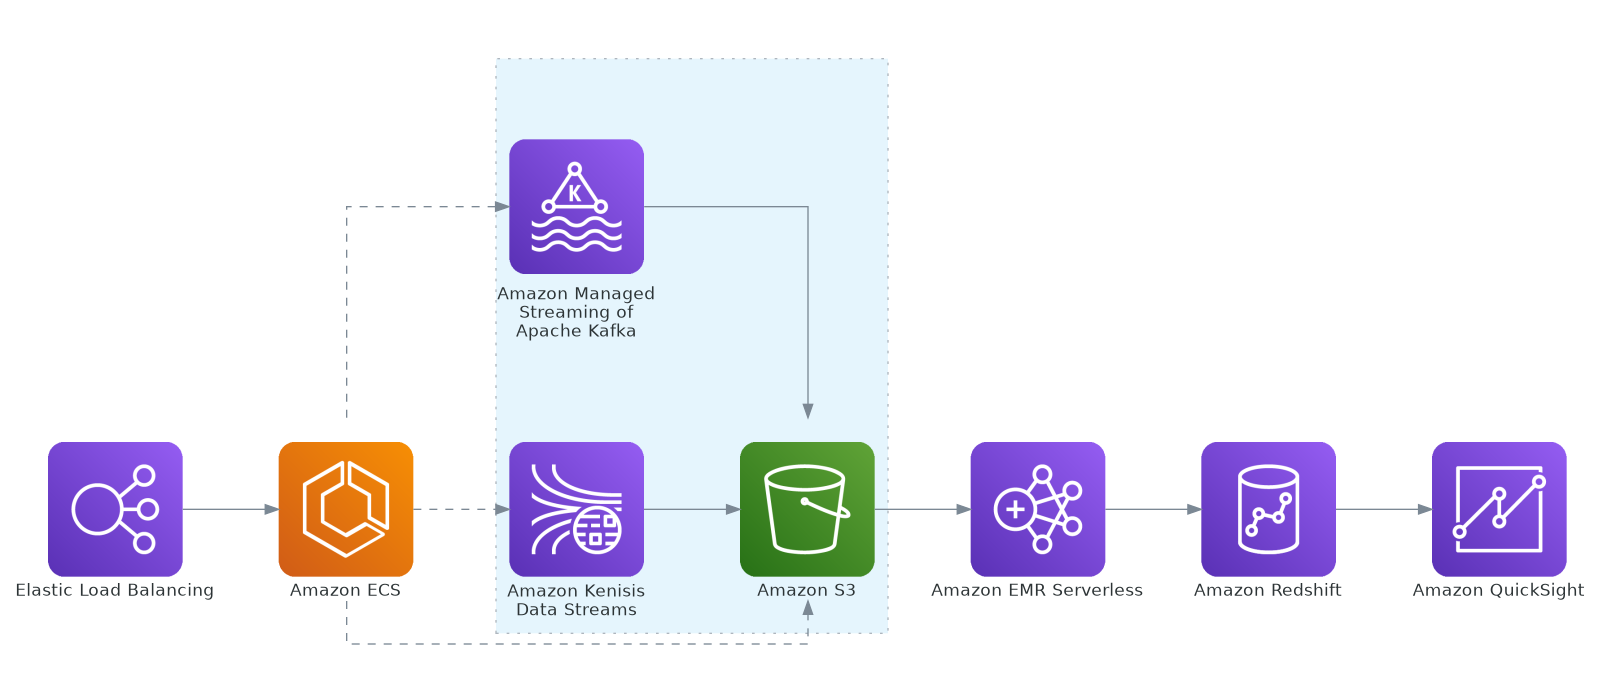 K
Amazon Managed
Streaming of
Apache Kafka
Elastic Load Balancing
Amazon ECS
Amazon Kenisis
Data Streams
Amazon S3
Amazon EMR Serverless
Amazon Redshift
Amazon QuickSight